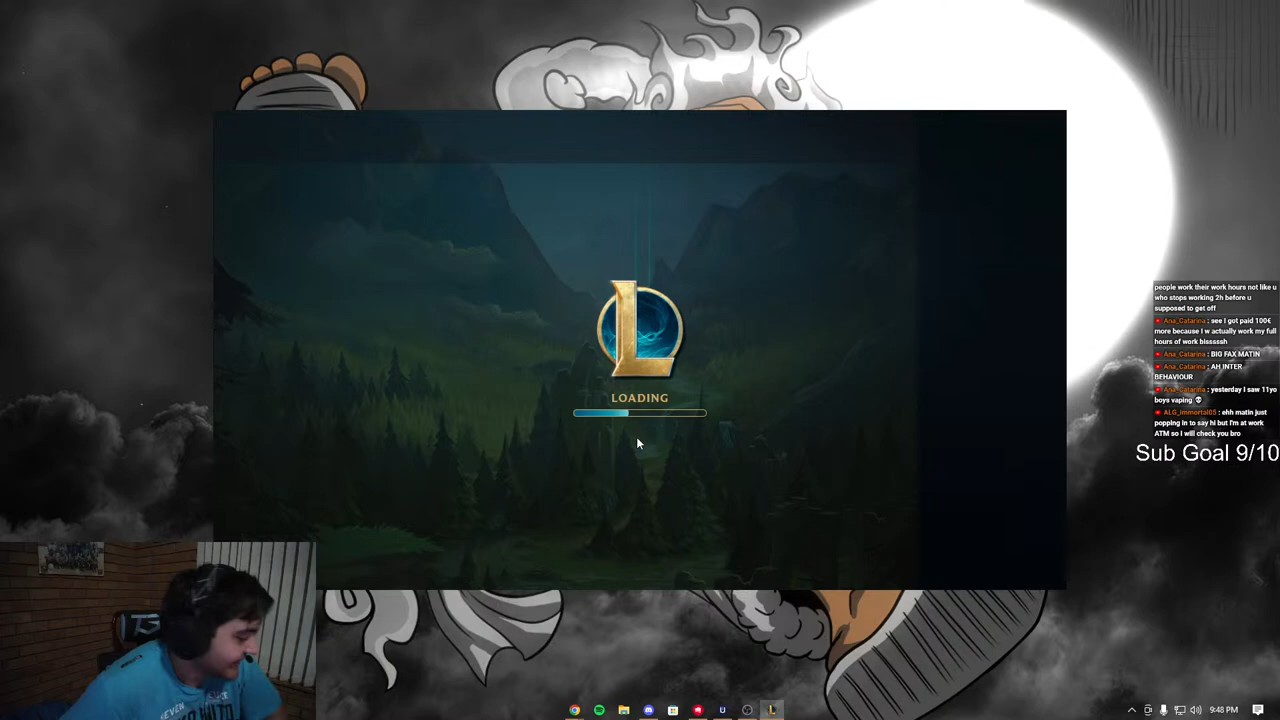 people work their work hours not like u
who stops working 2h before u
supposed to get off
Ana_Catarina : see I got paid 100€
more because I w actually work my full
hours of work bisssssh
Ana_Catarina : BIG FAX MATIN
Ana_Catarina : AH INTER
BEHAVIOUR
Ana_Catarina : yesterday I saw 11yo
boys vaping 💀
ALG_Immortal05 : ehh matin just
popping in to say hi but I'm at work
ATM so I will check you bro
Sub Goal 9/10
LOADING
9:48 PM